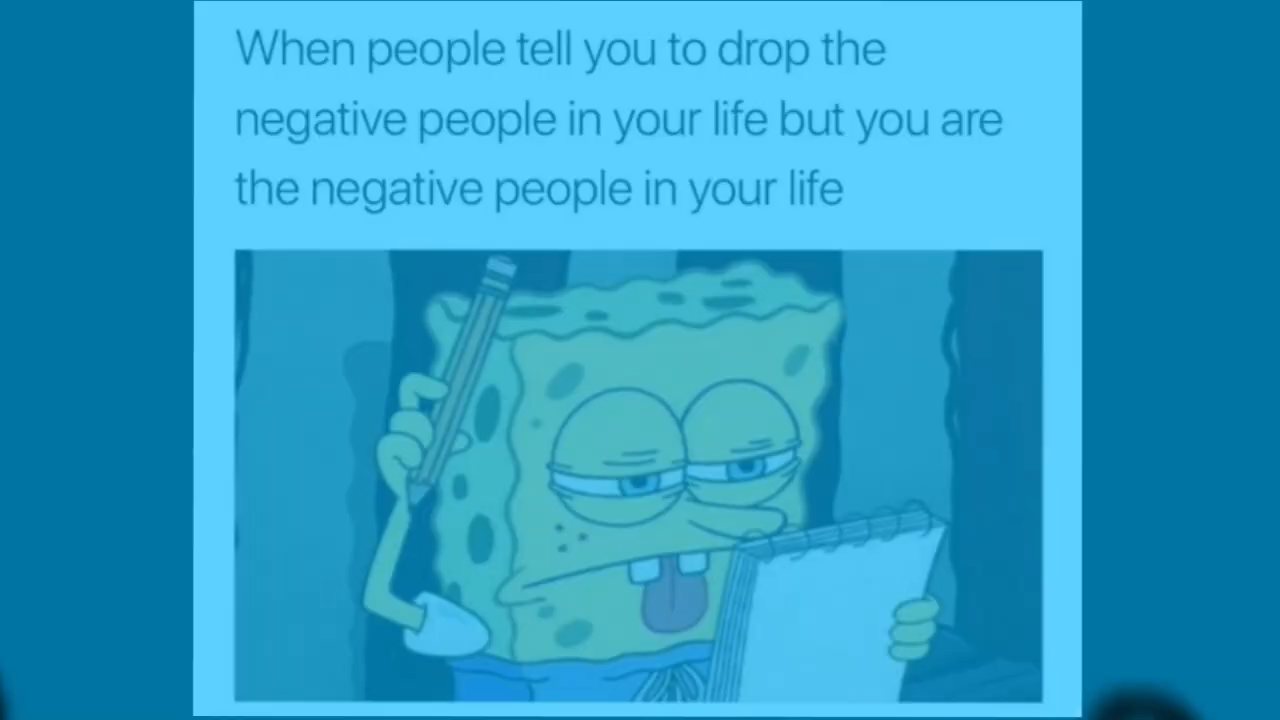 When people tell you to drop the
negative people in your life but you are
the negative people in your life